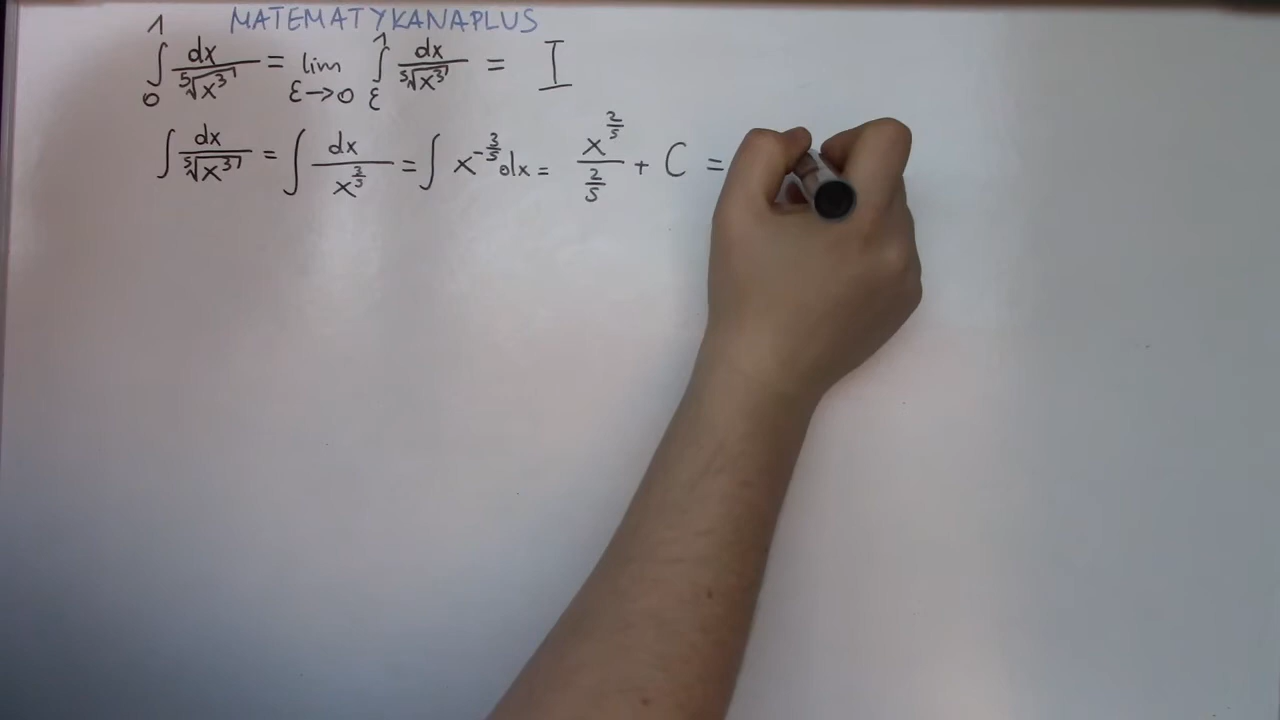 MATEMATYKANAPLUS
∫₀¹ dx/⁵√x³ = lim ε→0 ∫_ε¹ dx/⁵√x³ = I
∫ dx/⁵√x³ = ∫ dx/x^(3/5) = ∫ x^(-3/5) dx = x^(2/5)/(2/5) + C =